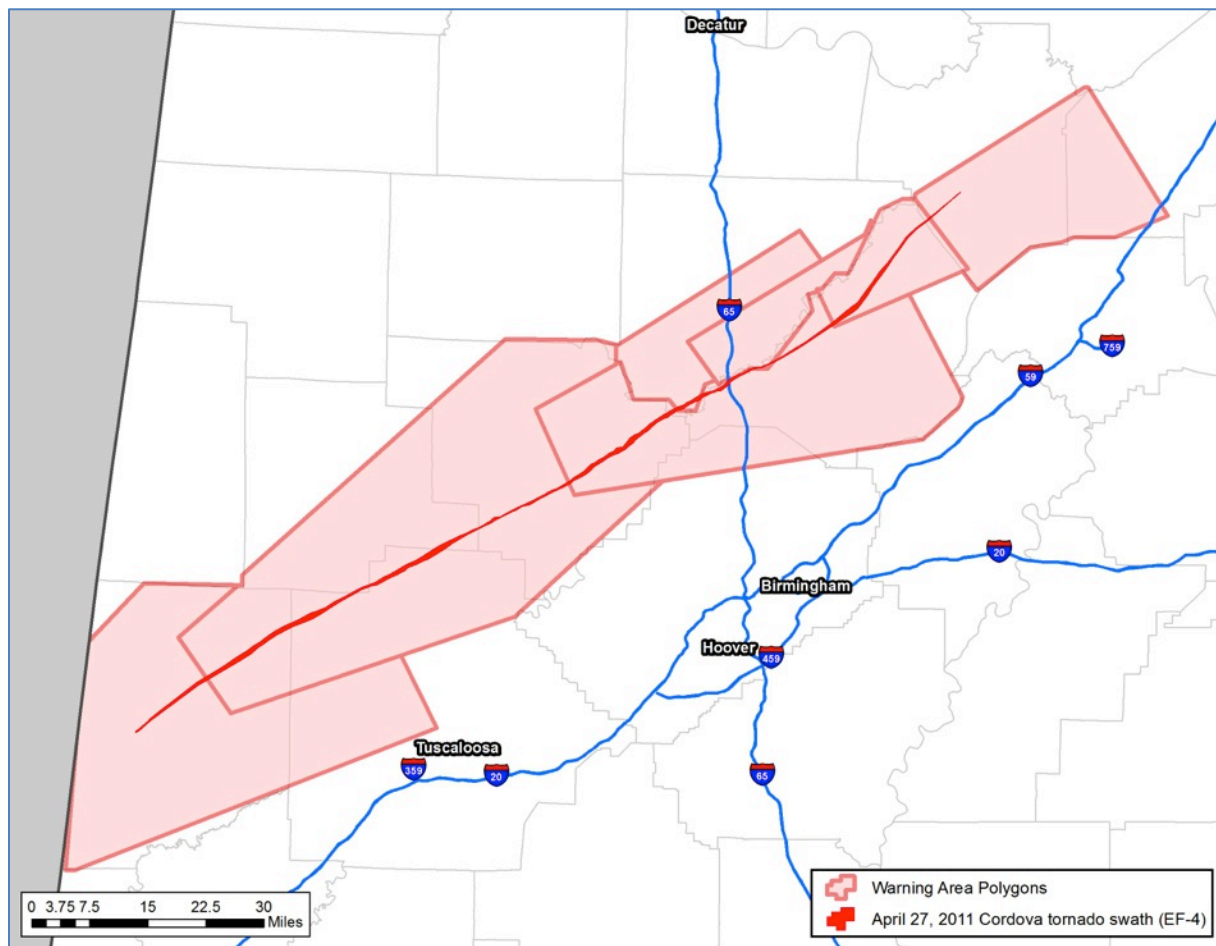 Decatur
65
759
59
20
Birmingham
Hoover
459
Tuscaloosa
359
20
65
0 3.75 7.5 15 22.5 30
Miles
Warning Area Polygons
April 27, 2011 Cordova tornado swath (EF-4)